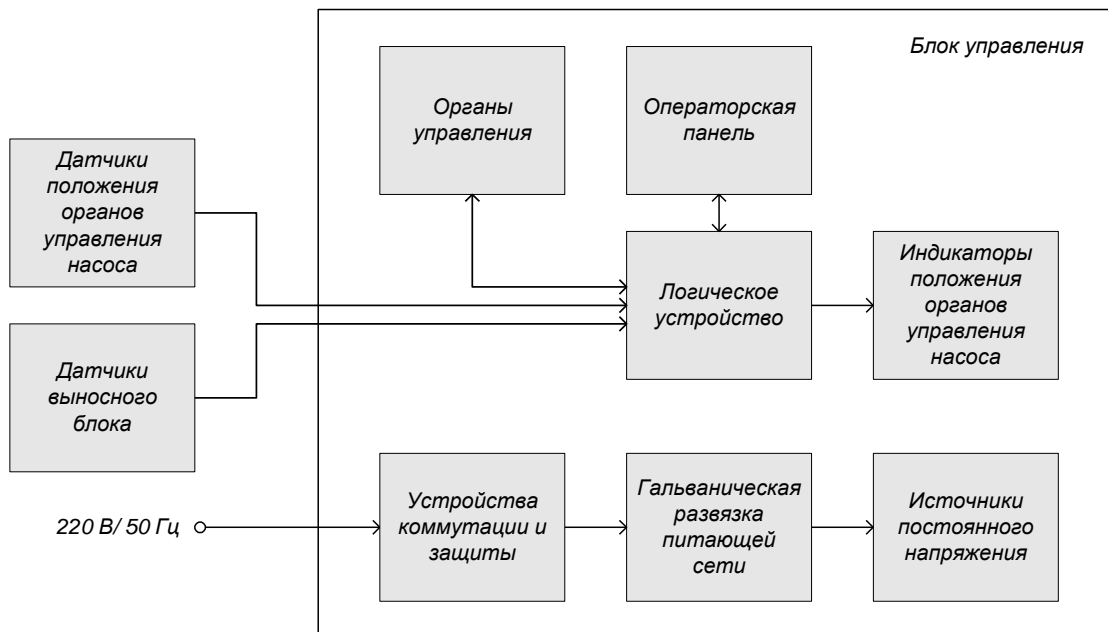 Блок управления
Органы
управления
Операторская
панель
Датчики
положения
органов
управления
насоса
Логическое
устройство
Индикаторы
положения
органов
управления
насоса
Датчики
выносного
блока
220 В/ 50 Гц
Устройства
коммутации и
защиты
Гальваническая
развязка
питающей
сети
Источники
постоянного
напряжения